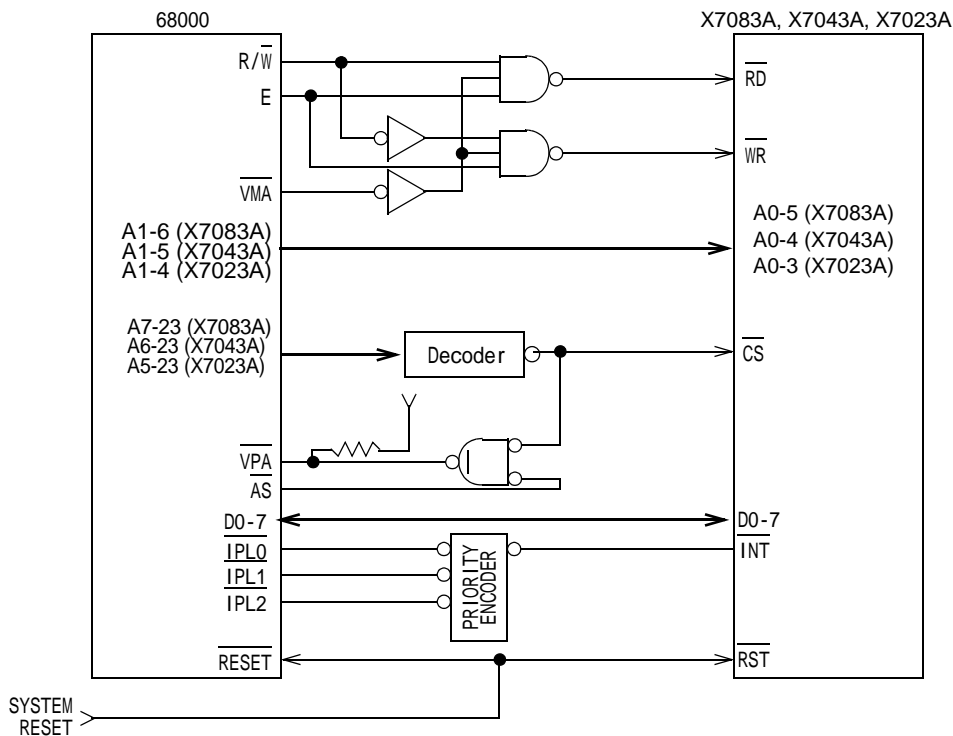 68000
X7083A, X7043A, X7023A
R/W
E
VMA
A1-6 (X7083A)
A1-5 (X7043A)
A1-4 (X7023A)
A7-23 (X7083A)
A6-23 (X7043A)
A5-23 (X7023A)
Decoder
VPA
AS
D0-7
IPL0
IPL1
IPL2
RESET
PRIORITY
ENCODER
RD
WR
A0-5 (X7083A)
A0-4 (X7043A)
A0-3 (X7023A)
CS
D0-7
INT
RST
SYSTEM
RESET